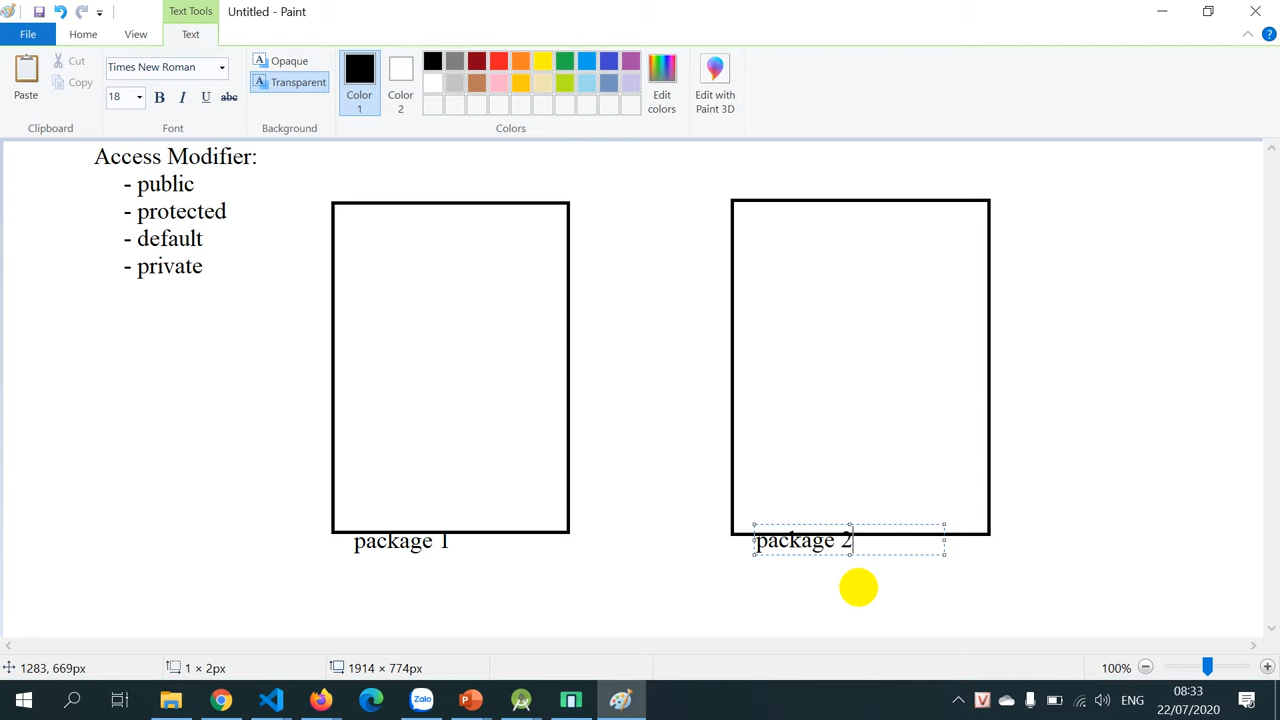 Text Tools
Untitled - Paint
File
Home
View
Text
Paste
Cut
Copy
Clipboard
Times New Roman
18
B
I
U
abc
Font
Opaque
Transparent
Background
Color
1
Color
2
Edit
colors
Edit with
Paint 3D
Colors
Access Modifier:
- public
- protected
- default
- private
package 1
package 2
1283, 669px
1 × 2px
1914 × 774px
100%
Zalo
ENG
08:33
22/07/2020